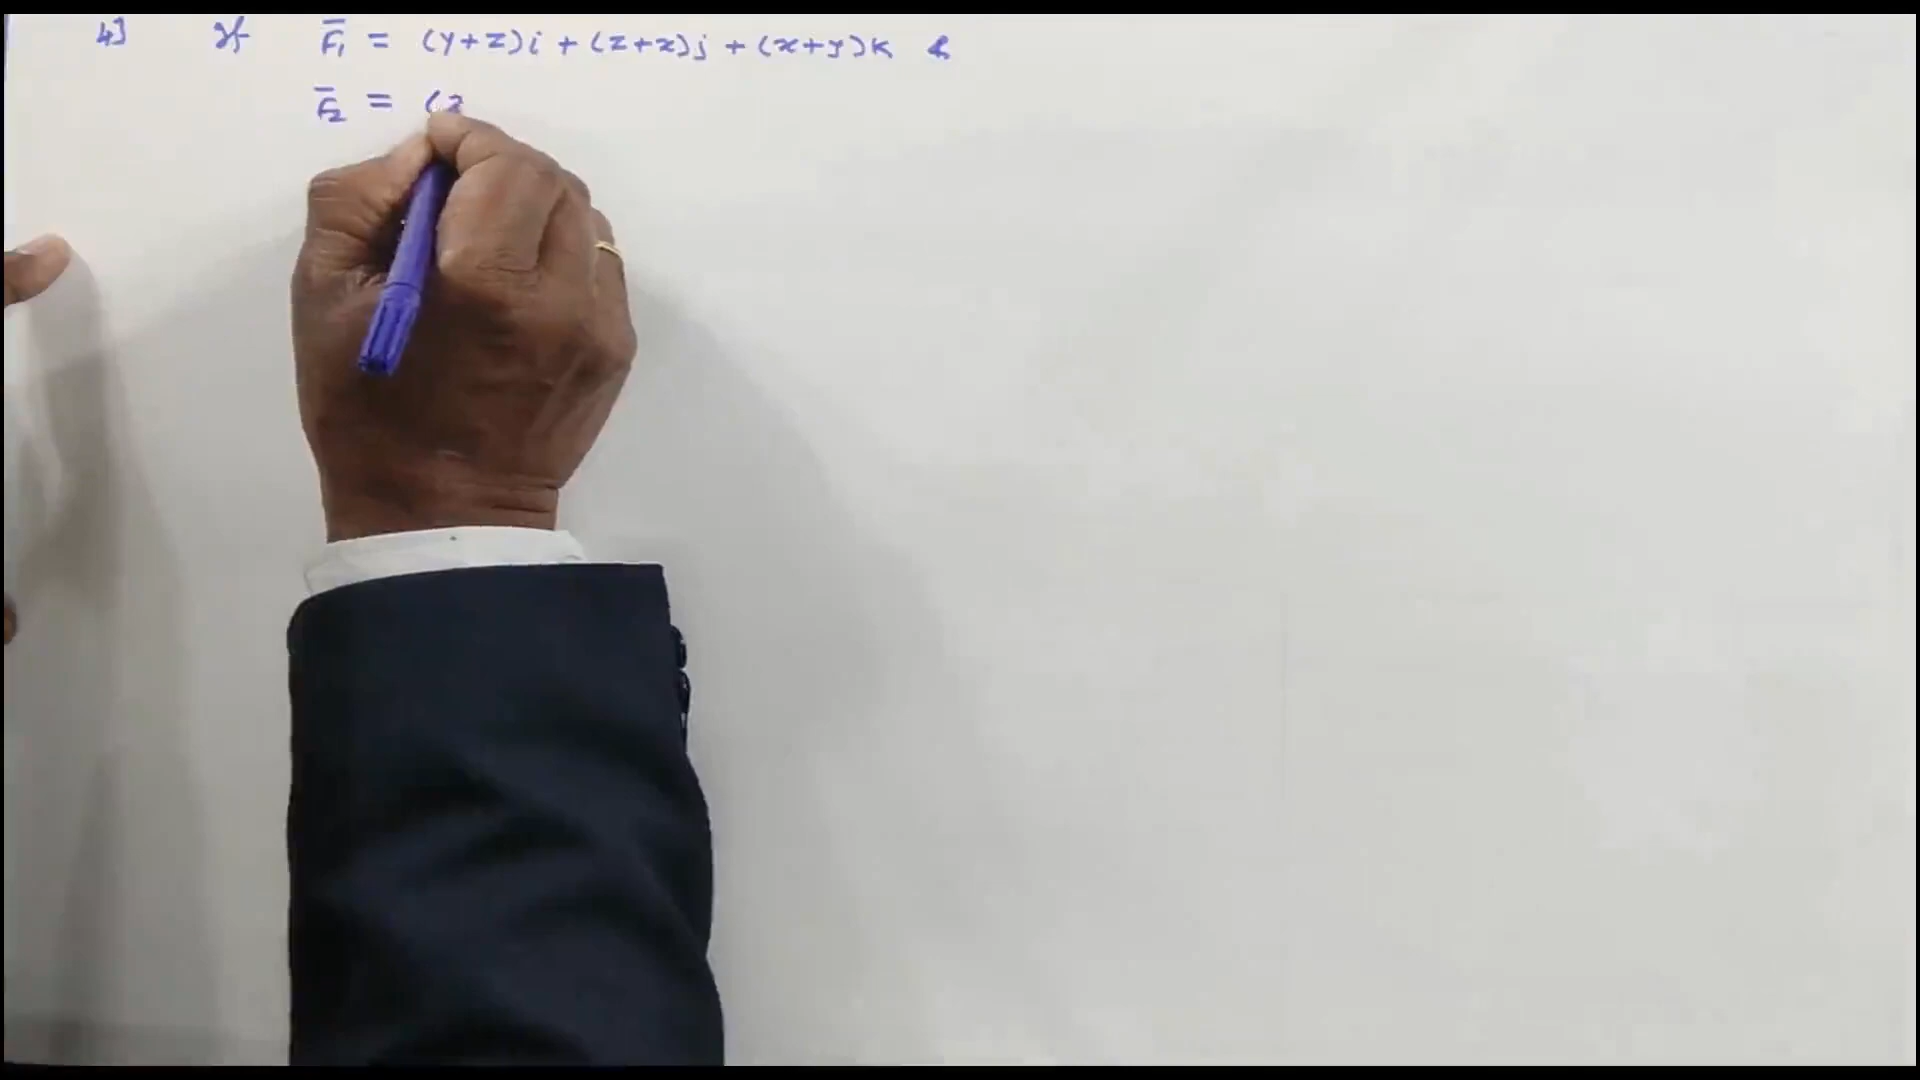 4] If F̄₁ = (y+z)i + (z+x)j + (x+y)k &
F̄₂ = (